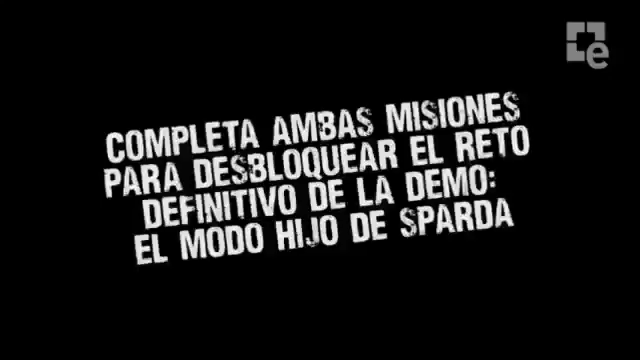 COMPLETA AMBAS MISIONES
PARA DESBLOQUEAR EL RETO
DEFINITIVO DE LA DEMO:
EL MODO HIJO DE SPARDA
e